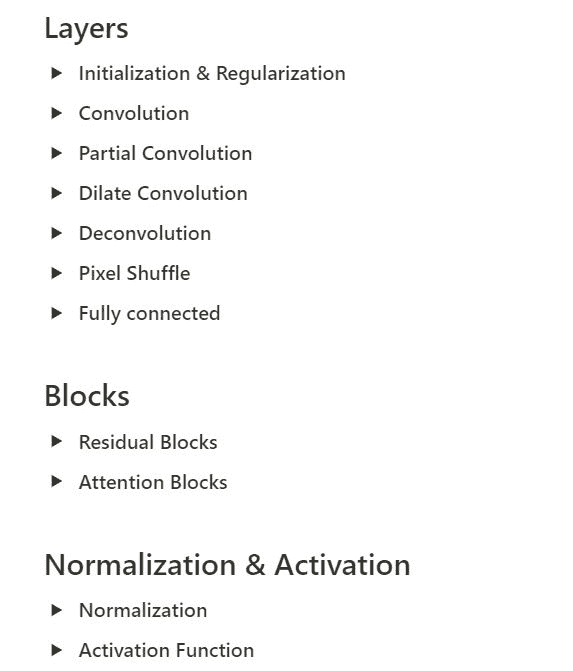 Layers
Initialization & Regularization
Convolution
Partial Convolution
Dilate Convolution
Deconvolution
Pixel Shuffle
Fully connected
Blocks
Residual Blocks
Attention Blocks
Normalization & Activation
Normalization
Activation Function